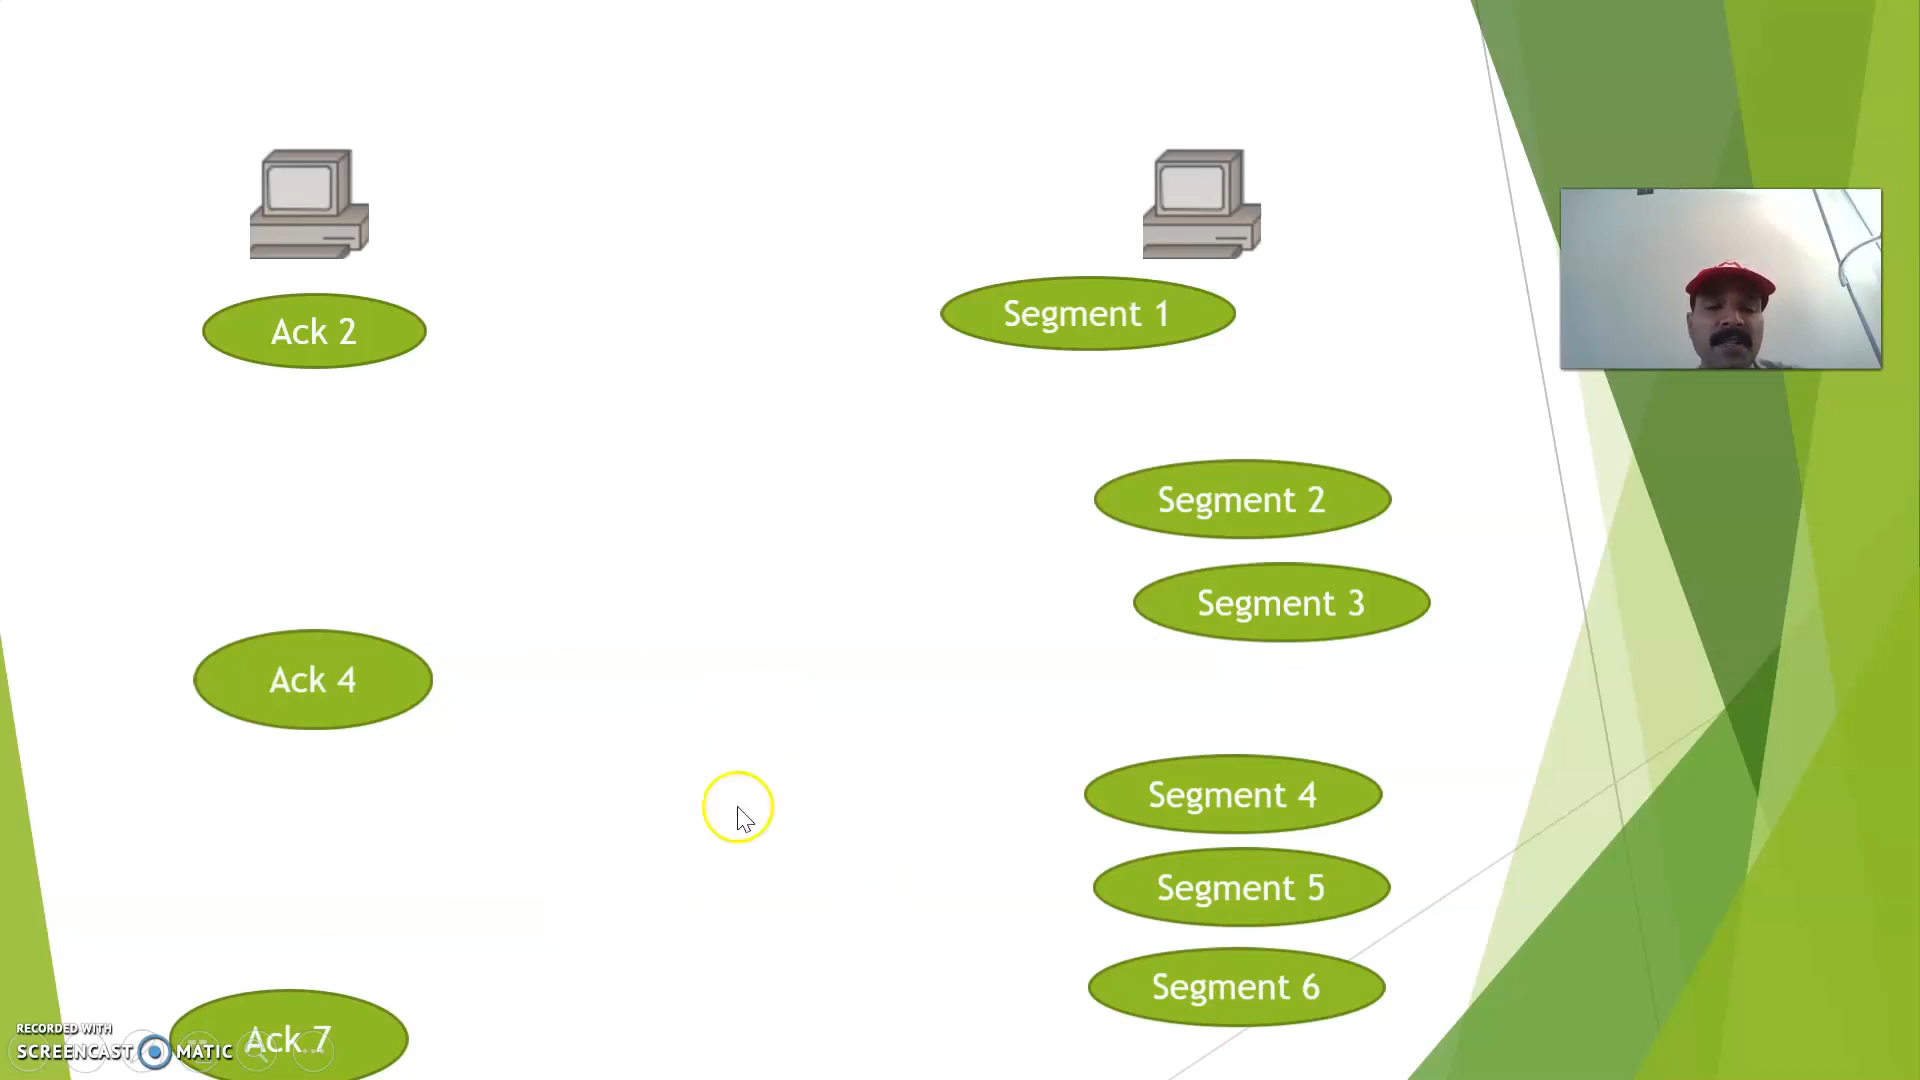 Ack 2
Segment 1
Segment 2
Segment 3
Ack 4
Segment 4
Segment 5
Segment 6
Ack 7
RECORDED WITH
SCREENCAST MATIC